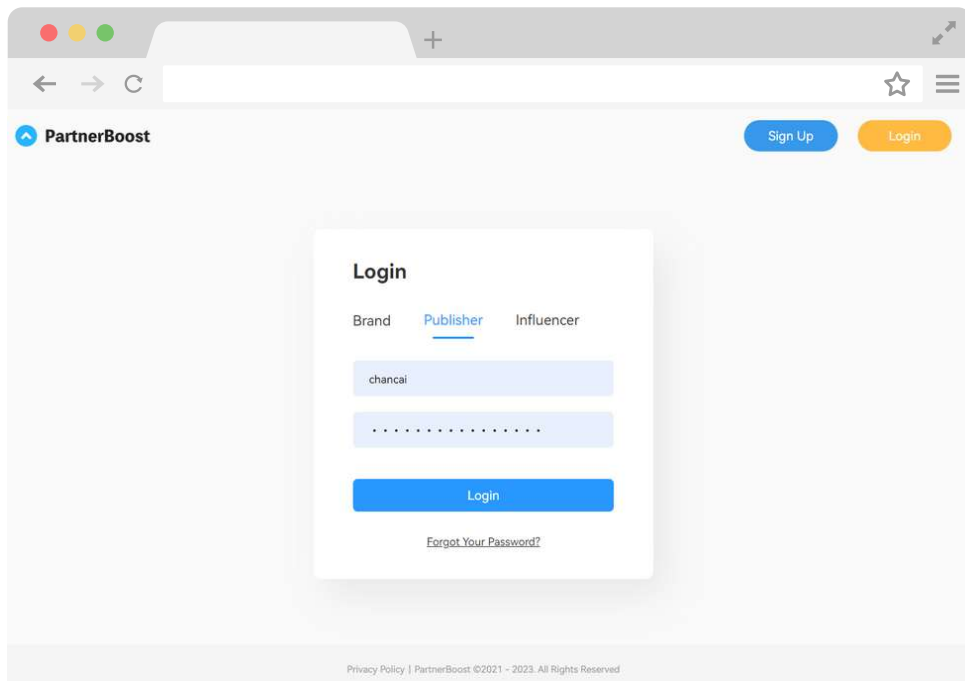 PartnerBoost
Sign Up
Login
Login
Brand Publisher Influencer
chancai
Login
Forgot Your Password?
Privacy Policy | PartnerBoost ©2021 - 2023. All Rights Reserved